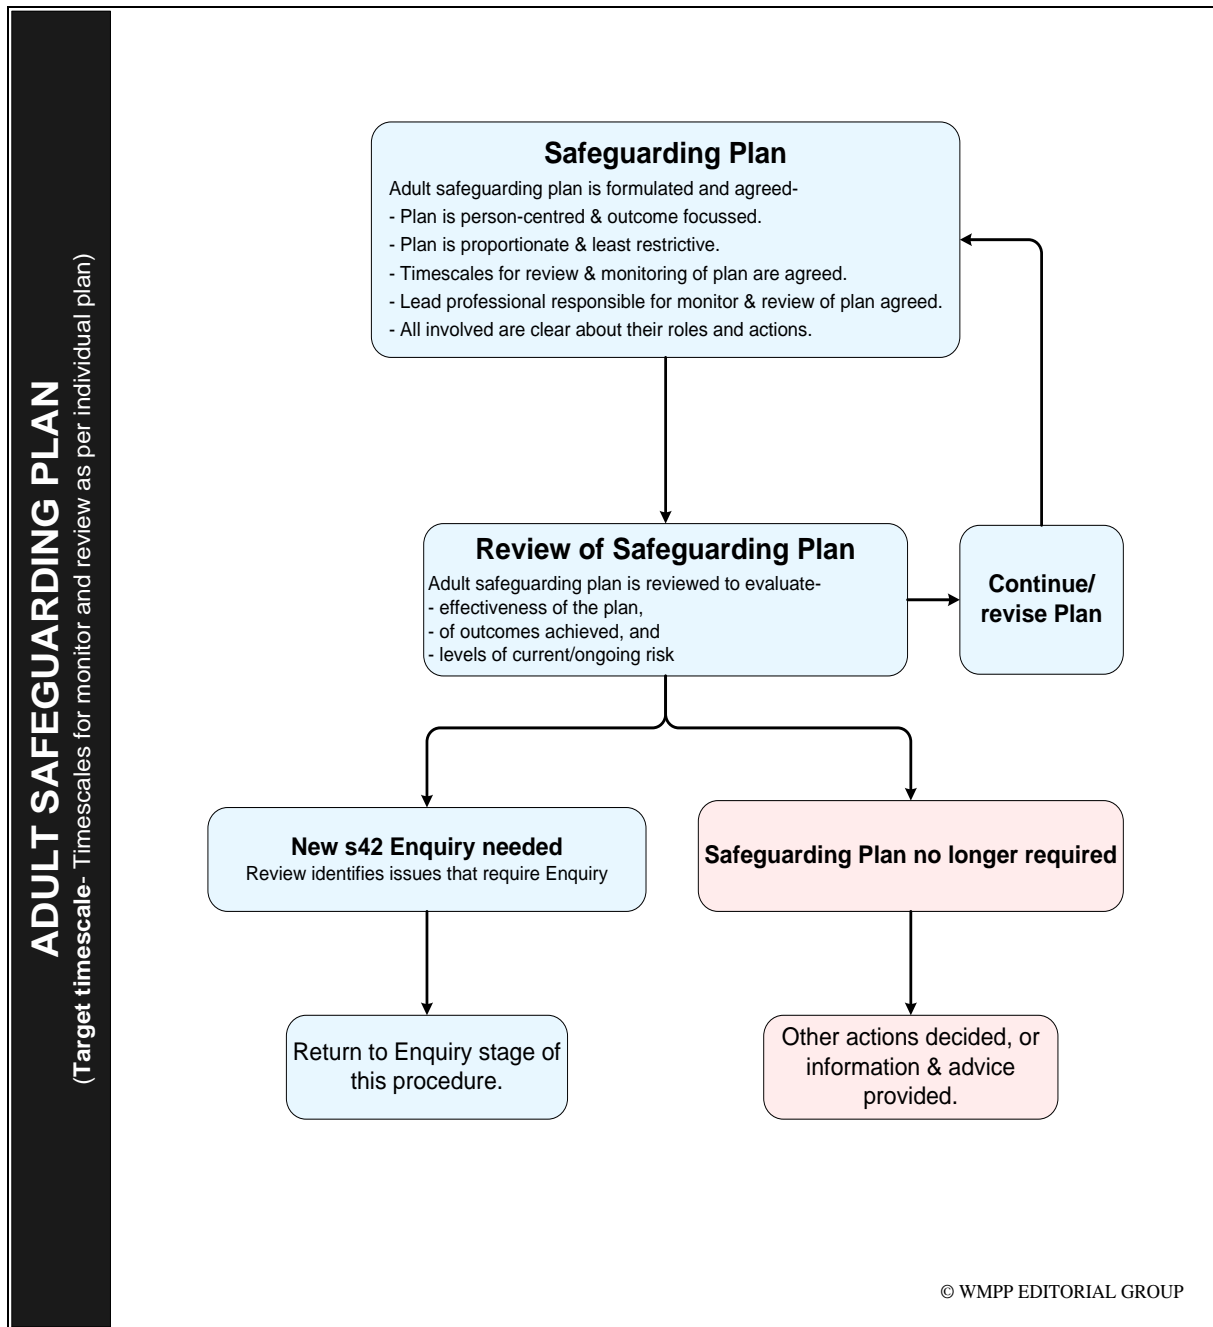 ADULT SAFEGUARDING PLAN
(Target timescale- Timescales for monitor and review as per individual plan)
Safeguarding Plan
Adult safeguarding plan is formulated and agreed-
- Plan is person-centred & outcome focussed.
- Plan is proportionate & least restrictive.
- Timescales for review & monitoring of plan are agreed.
- Lead professional responsible for monitor & review of plan agreed.
- All involved are clear about their roles and actions.
Review of Safeguarding Plan
Adult safeguarding plan is reviewed to evaluate-
- effectiveness of the plan,
- of outcomes achieved, and
- levels of current/ongoing risk
Continue/
revise Plan
New s42 Enquiry needed
Review identifies issues that require Enquiry
Safeguarding Plan no longer required
Return to Enquiry stage of
this procedure.
Other actions decided, or
information & advice
provided.
© WMPP EDITORIAL GROUP